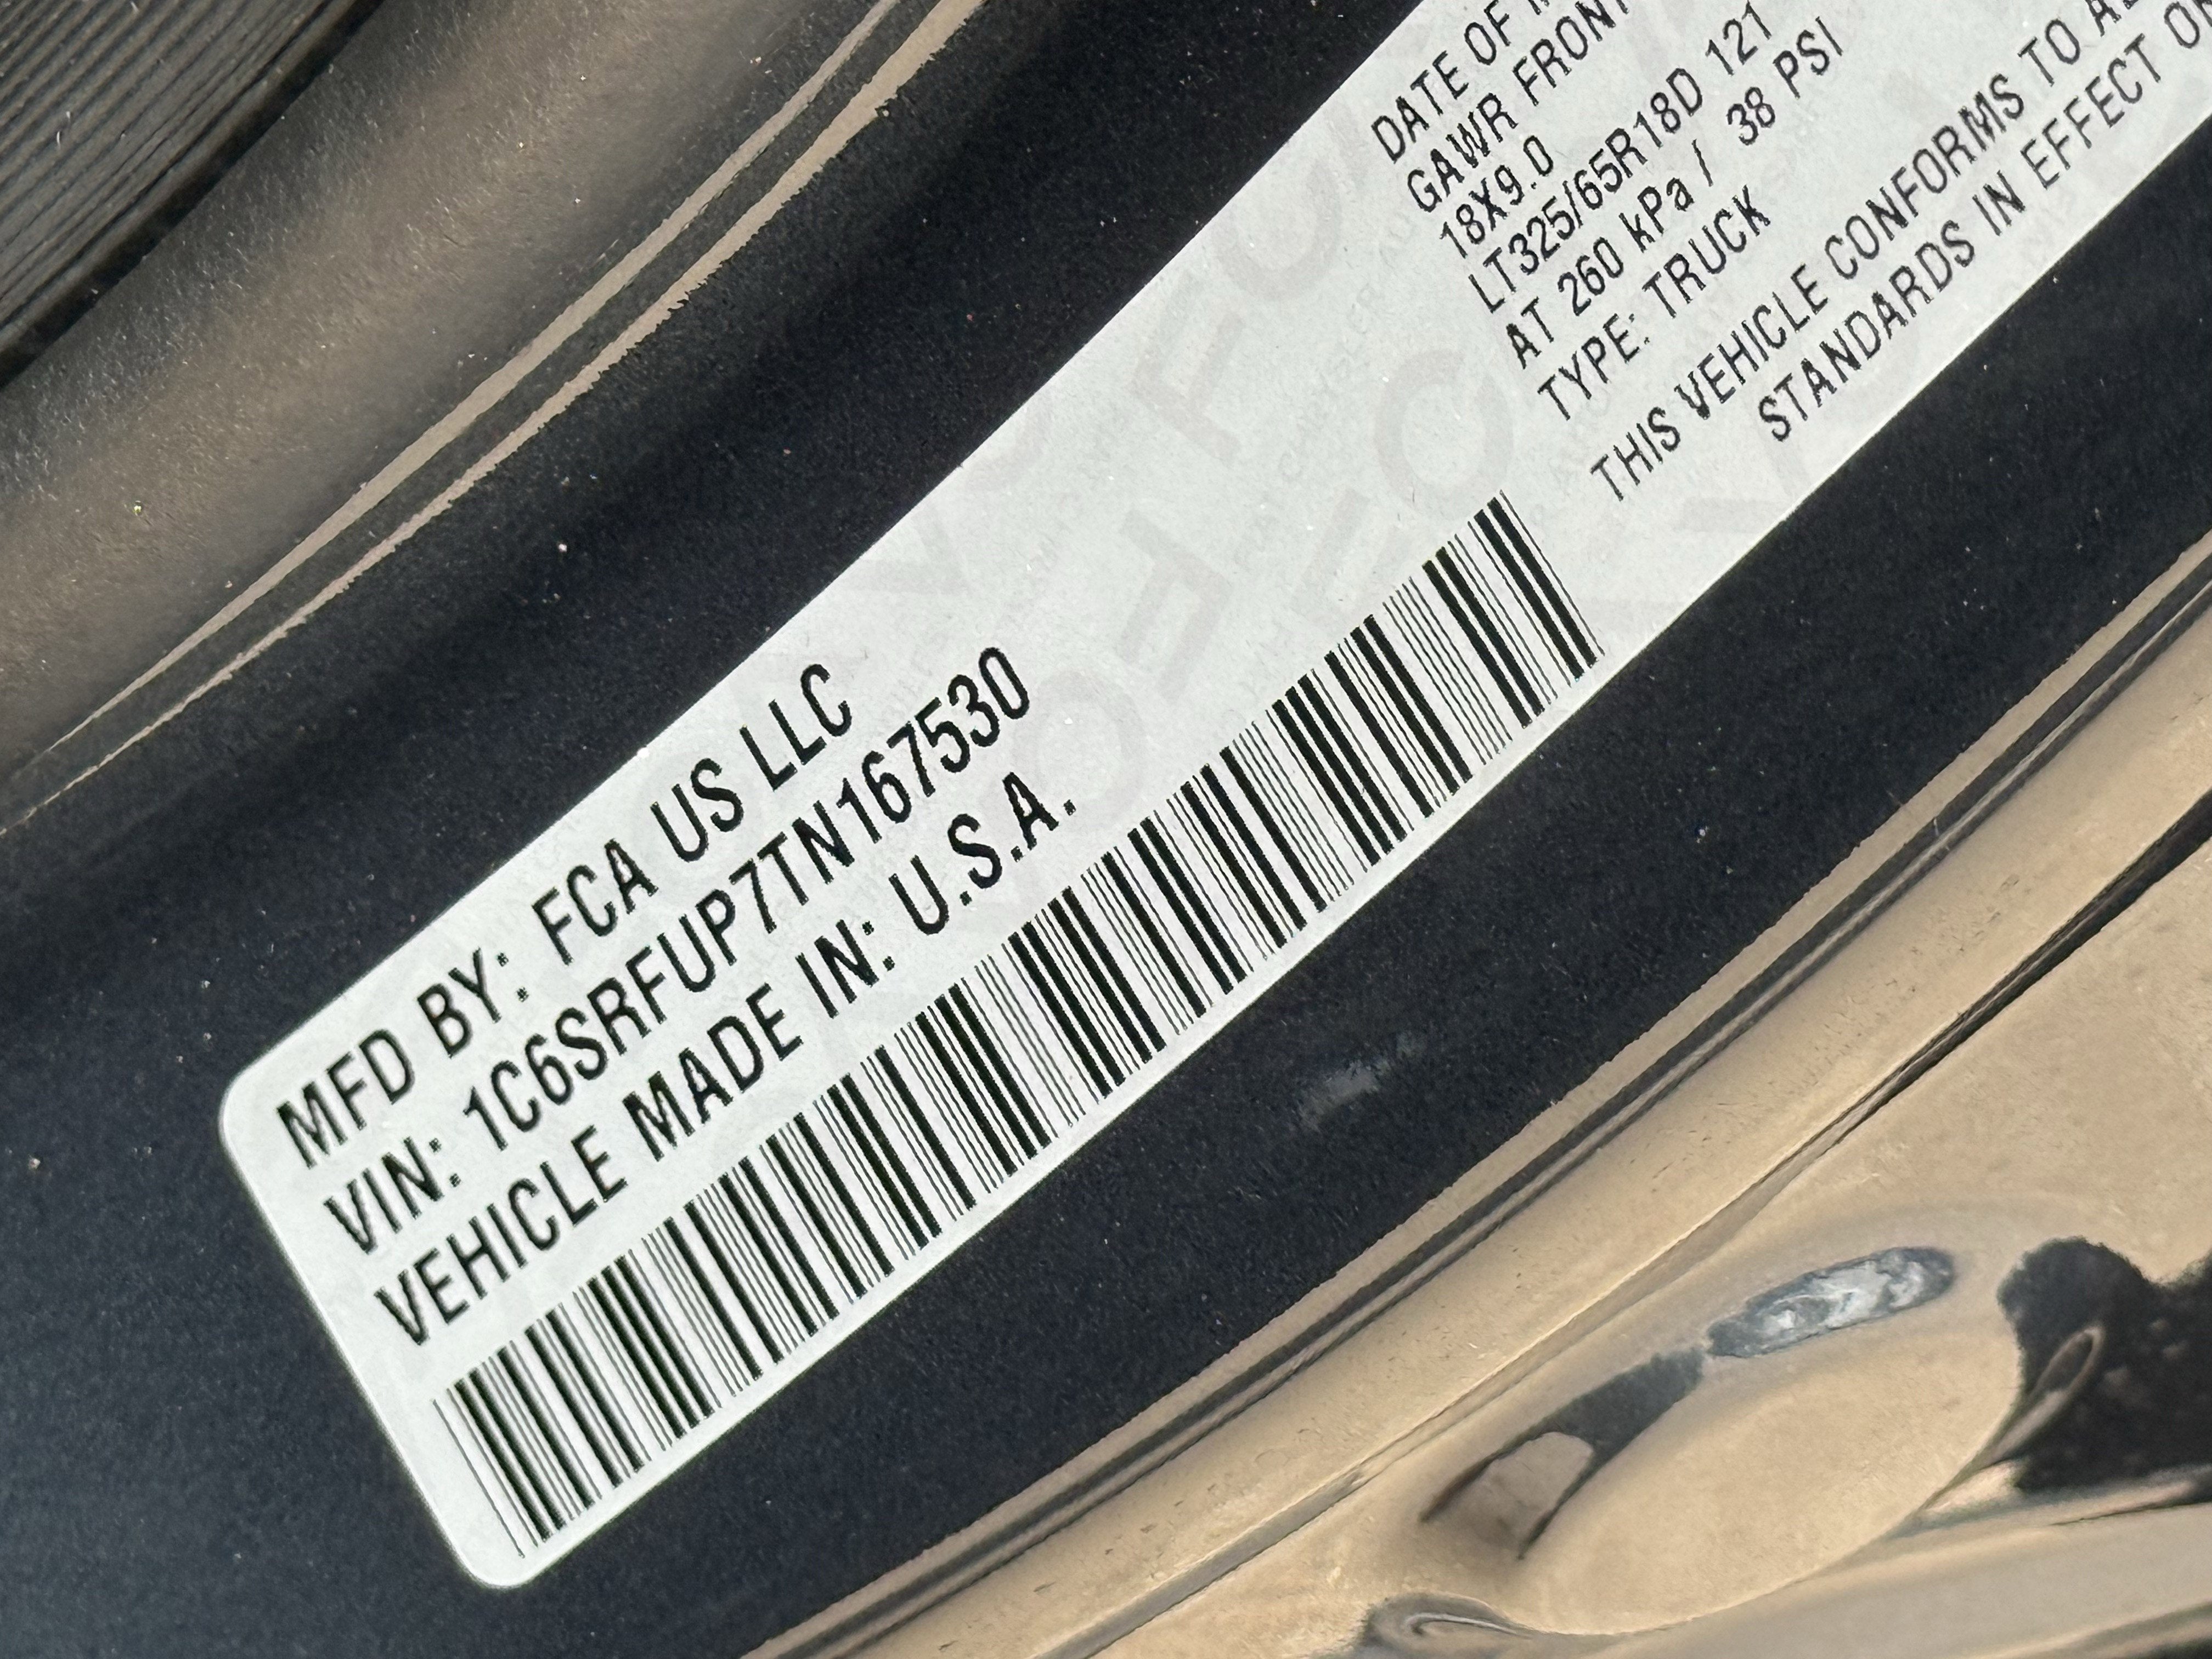 MFD BY: FCA US LLC
VIN: 1C6SRFUP7TN167530
VEHICLE MADE IN: U.S.A.
DATE OF
GAWR FRONT
18X9.0
LT325/65R18D 121
AT 260 kPa / 38 PSI
TYPE: TRUCK
THIS VEHICLE CONFORMS TO
STANDARDS IN EFFECT